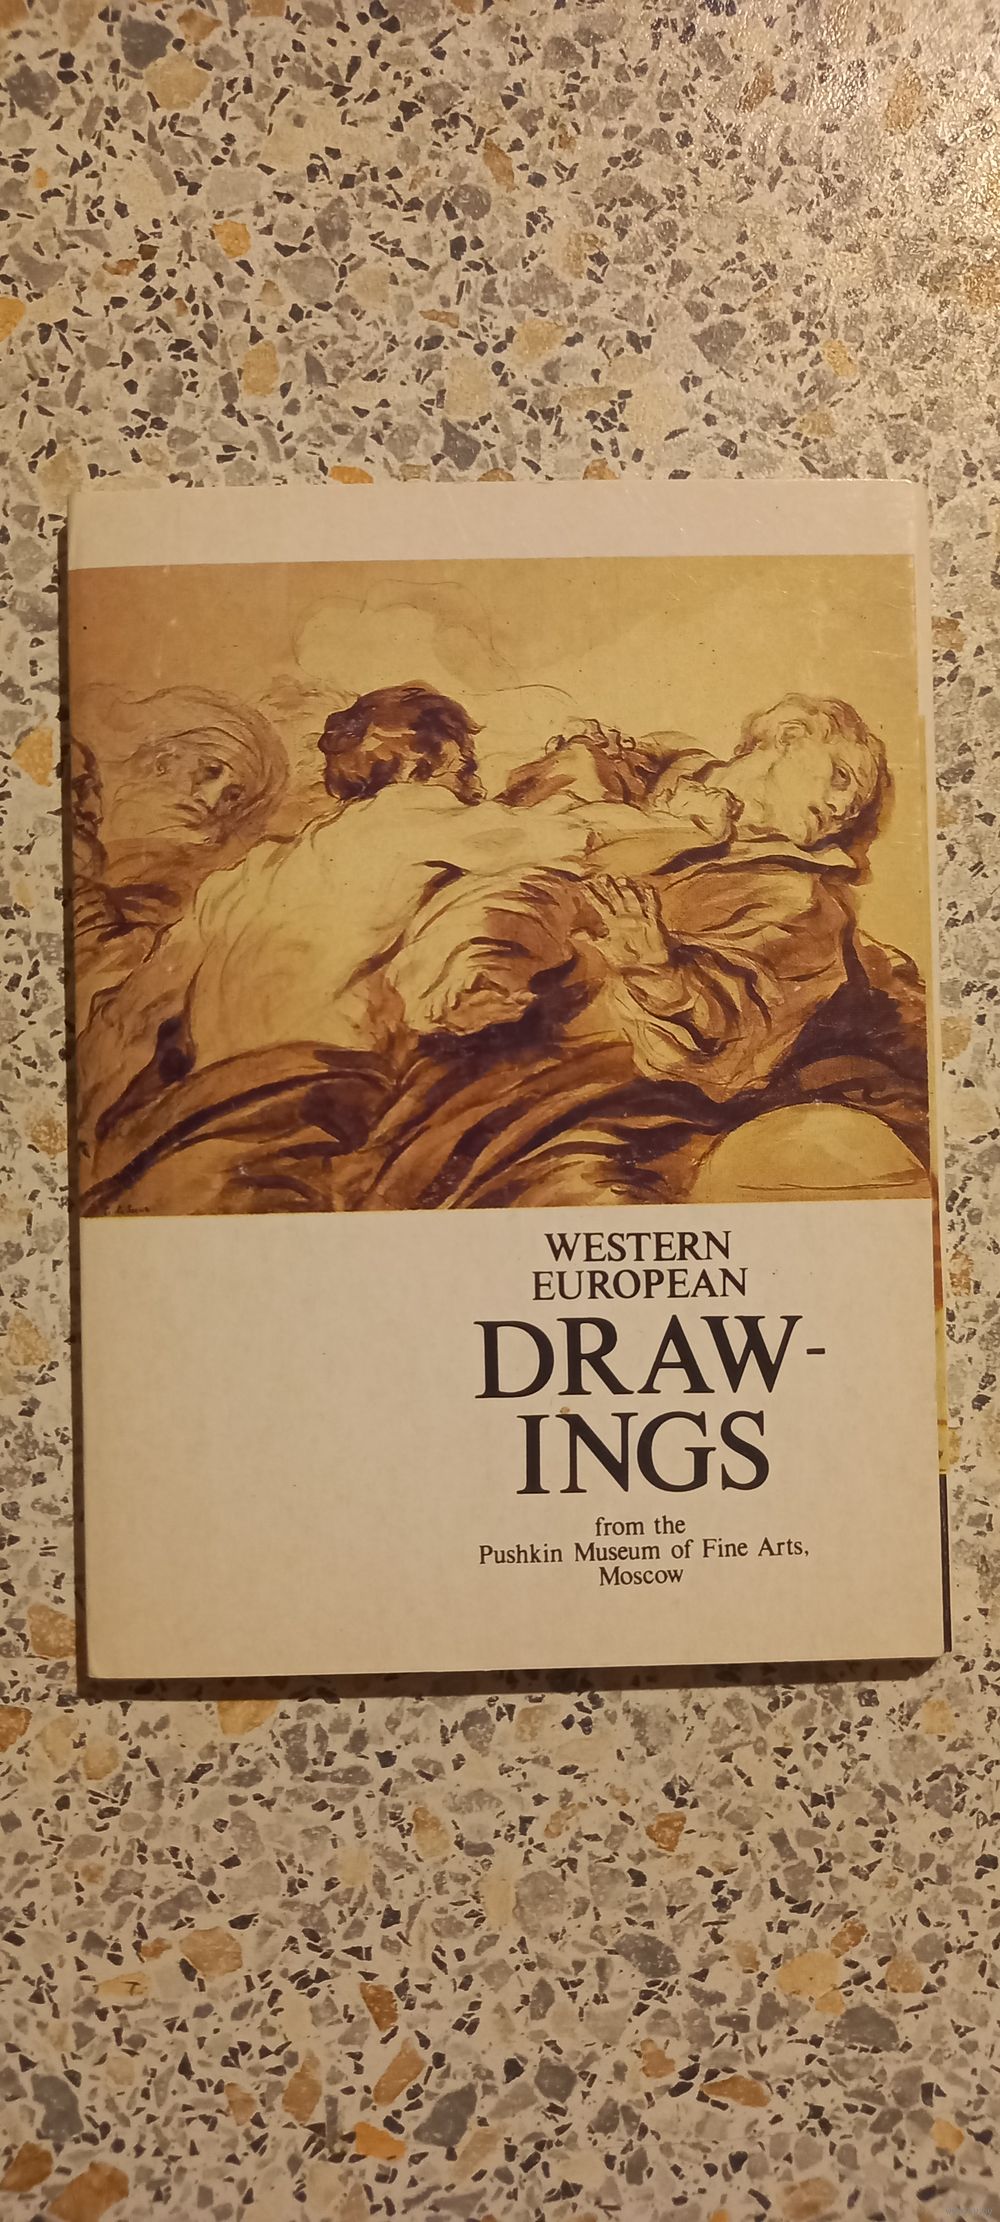 WESTERN
EUROPEAN
DRAW-
INGS
from the
Pushkin Museum of Fine Arts,
Moscow